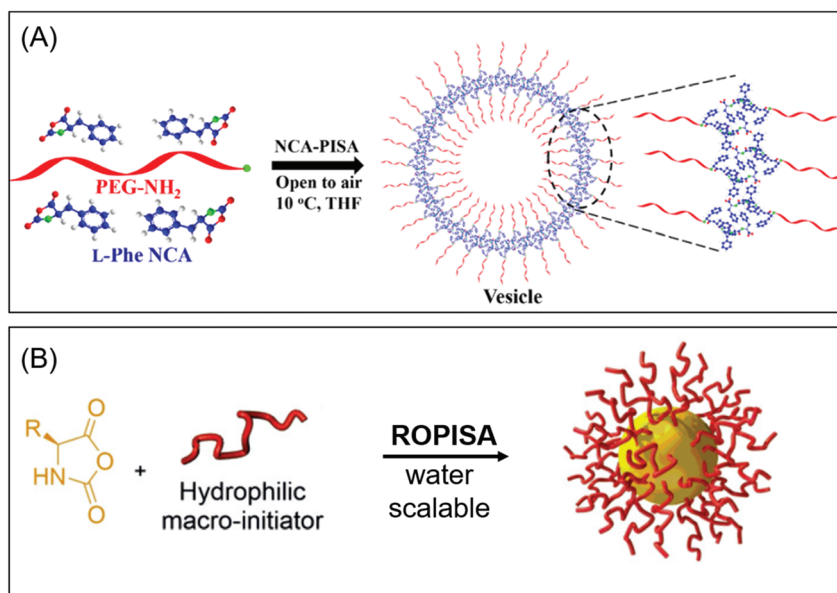 (A)
PEG-NH₂
L-Phe NCA
NCA-PISA
Open to air
10 °C, THF
Vesicle
(B)
R
O
O
HN
O
+
Hydrophilic
macro-initiator
ROPISA
water
scalable